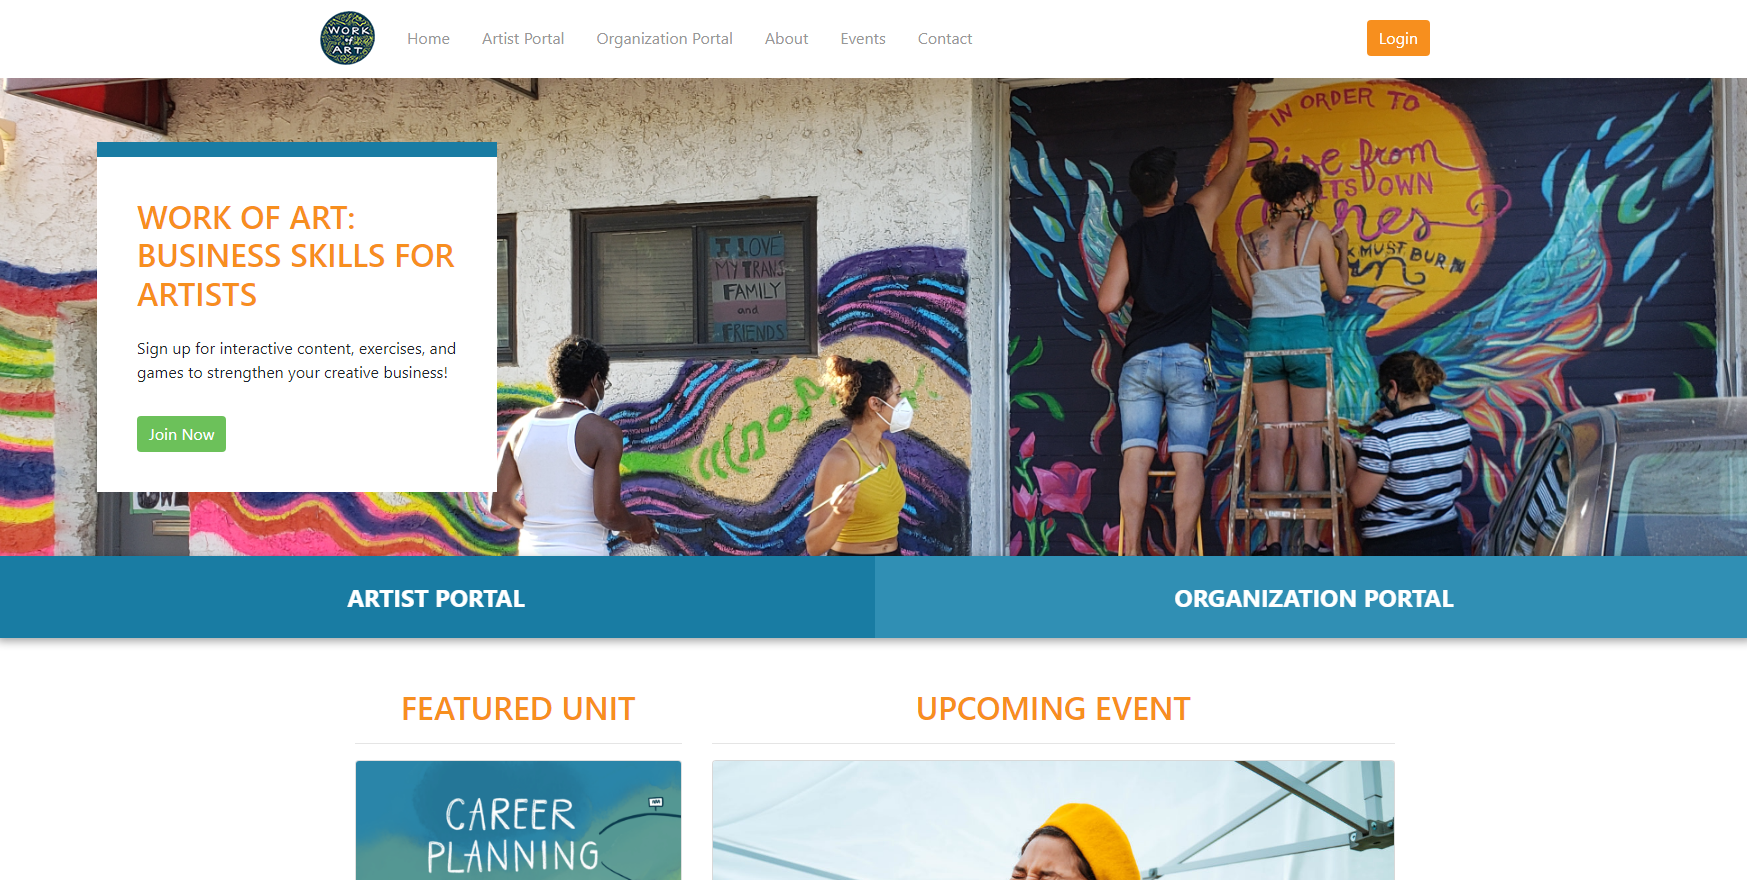 WORK
of
ART
Home
Artist Portal
Organization Portal
About
Events
Contact
Login
WORK OF ART:
BUSINESS SKILLS FOR
ARTISTS
Sign up for interactive content, exercises, and
games to strengthen your creative business!
Join Now
I LOVE
MY TRANS
FAMILY
and
FRIENDS
IN ORDER TO
Rise from
ITS OWN
MUST BURN
ARTIST PORTAL
ORGANIZATION PORTAL
FEATURED UNIT
UPCOMING EVENT
CAREER
PLANNING